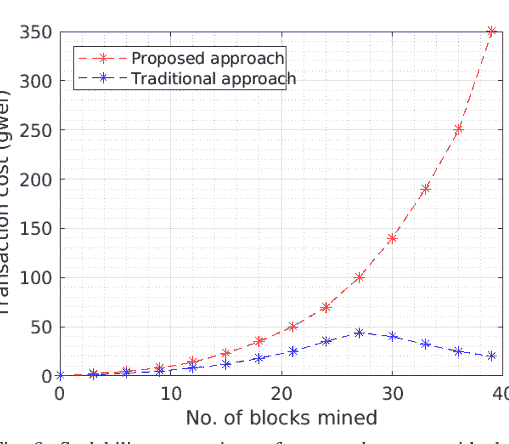 350
300
250
200
150
100
50
0
Transaction cost (gwei)
Proposed approach
Traditional approach
0 10 20 30 40
No. of blocks mined